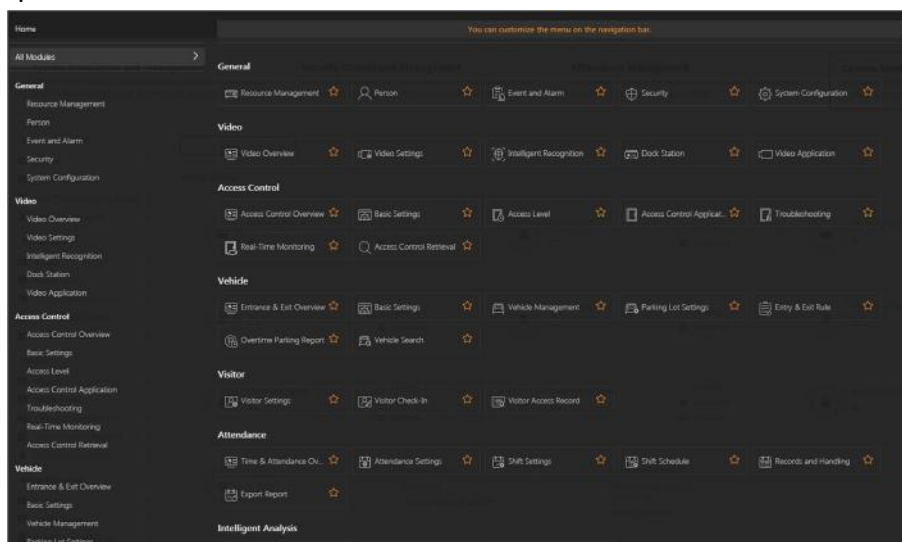 Home
You can customize the menu on the navigation bar.
All Modules
General
Resource Management
Person
Event and Alarm
Security
System Configuration
Video
Video Overview
Video Settings
Intelligent Recognition
Dock Station
Video Application
Access Control
Access Control Overview
Basic Settings
Access Level
Access Control Application
Troubleshooting
Real-Time Monitoring
Access Control Retrieval
Vehicle
Entrance & Exit Overview
Basic Settings
Vehicle Management
Parking Lot Settings
General
Resource Management Person Event and Alarm Security System Configuration
Video
Video Overview Video Settings Intelligent Recognition Dock Station Video Application
Access Control
Access Control Overview Basic Settings Access Level Access Control Applicat... Troubleshooting
Real-Time Monitoring Access Control Retrieval
Vehicle
Entrance & Exit Overview Basic Settings Vehicle Management Parking Lot Settings Entry & Exit Rule
Overtime Parking Report Vehicle Search
Visitor
Visitor Settings Visitor Check-In Visitor Access Record
Attendance
Time & Attendance Ov... Attendance Settings Shift Settings Shift Schedule Records and Handling
Export Report
Intelligent Analysis